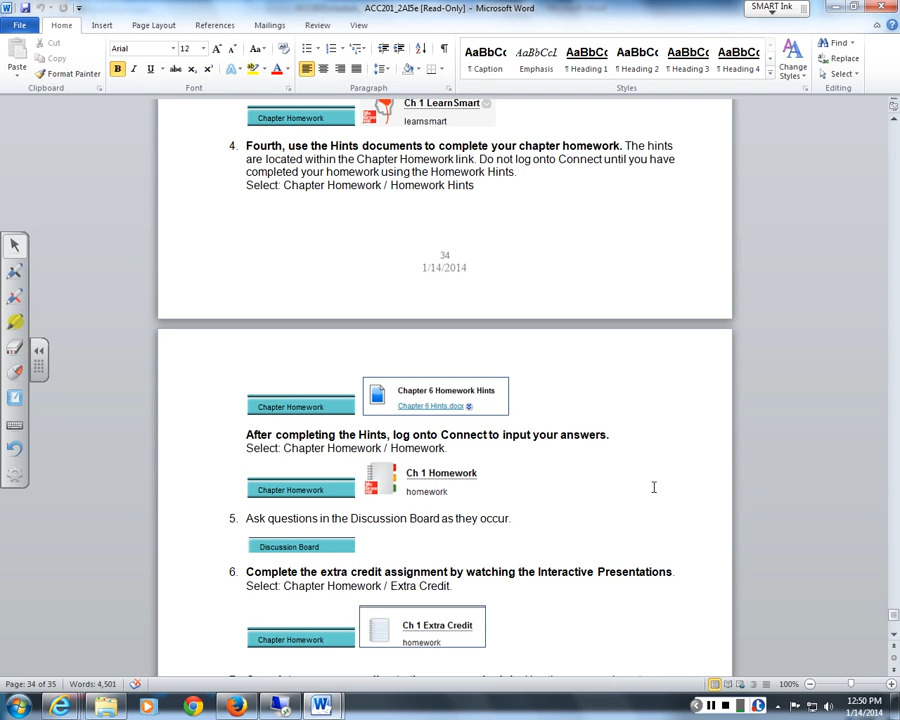 ACC201_2AI5e [Read-Only] - Microsoft Word
SMART Ink
File Home Insert Page Layout References Mailings Review View
Paste
Cut
Copy
Format Painter
Clipboard
Arial 12
Font
Paragraph
AaBbC AaBbCcI AaBbCc AaBbCc AaBbCc AaBbCc
¶ Caption Emphasis ¶ Heading 1 ¶ Heading 2 ¶ Heading 3 ¶ Heading 4
Change Styles
Styles
Find
Replace
Select
Editing
Chapter Homework
Ch 1 LearnSmart
learnsmart
4. Fourth, use the Hints documents to complete your chapter homework. The hints
are located within the Chapter Homework link. Do not log onto Connect until you have
completed your homework using the Homework Hints.
Select: Chapter Homework / Homework Hints
34
1/14/2014
Chapter Homework
Chapter 6 Homework Hints
Chapter 6 Hints.docx
After completing the Hints, log onto Connect to input your answers.
Select: Chapter Homework / Homework.
Chapter Homework
Ch 1 Homework
homework
5. Ask questions in the Discussion Board as they occur.
Discussion Board
6. Complete the extra credit assignment by watching the Interactive Presentations.
Select: Chapter Homework / Extra Credit.
Chapter Homework
Ch 1 Extra Credit
homework
Page: 34 of 35 Words: 4,501
100%
12:50 PM
1/14/2014